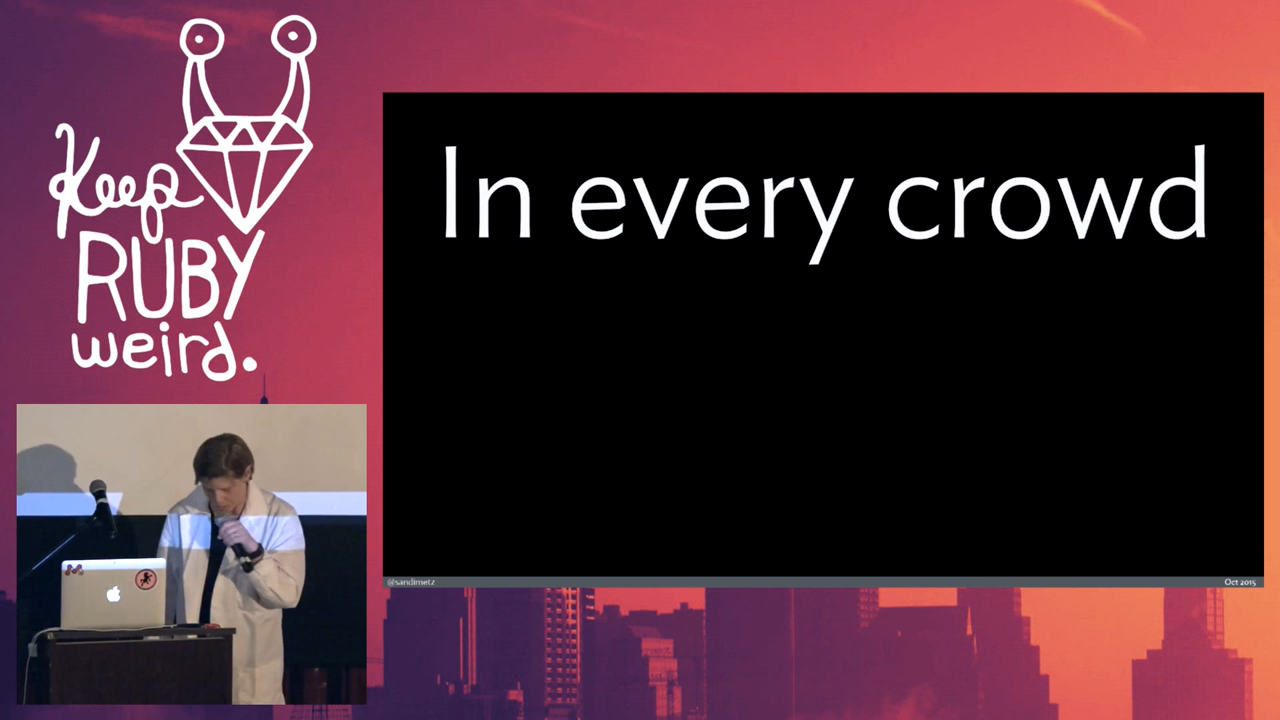 Keep
RUBY
weird.
In every crowd
@sandimetz
Oct 2015